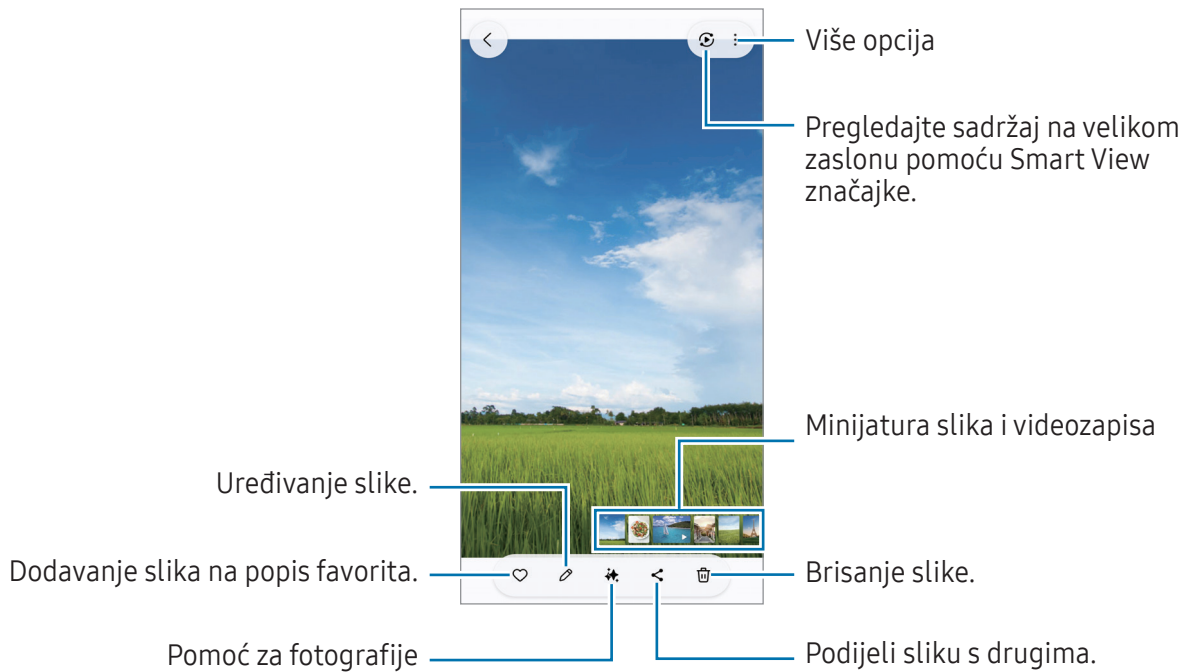 Više opcija
Pregledajte sadržaj na velikom
zaslonu pomoću Smart View
značajke.
Minijatura slika i videozapisa
Uređivanje slike.
Dodavanje slika na popis favorita.
Brisanje slike.
Pomoć za fotografije
Podijeli sliku s drugima.